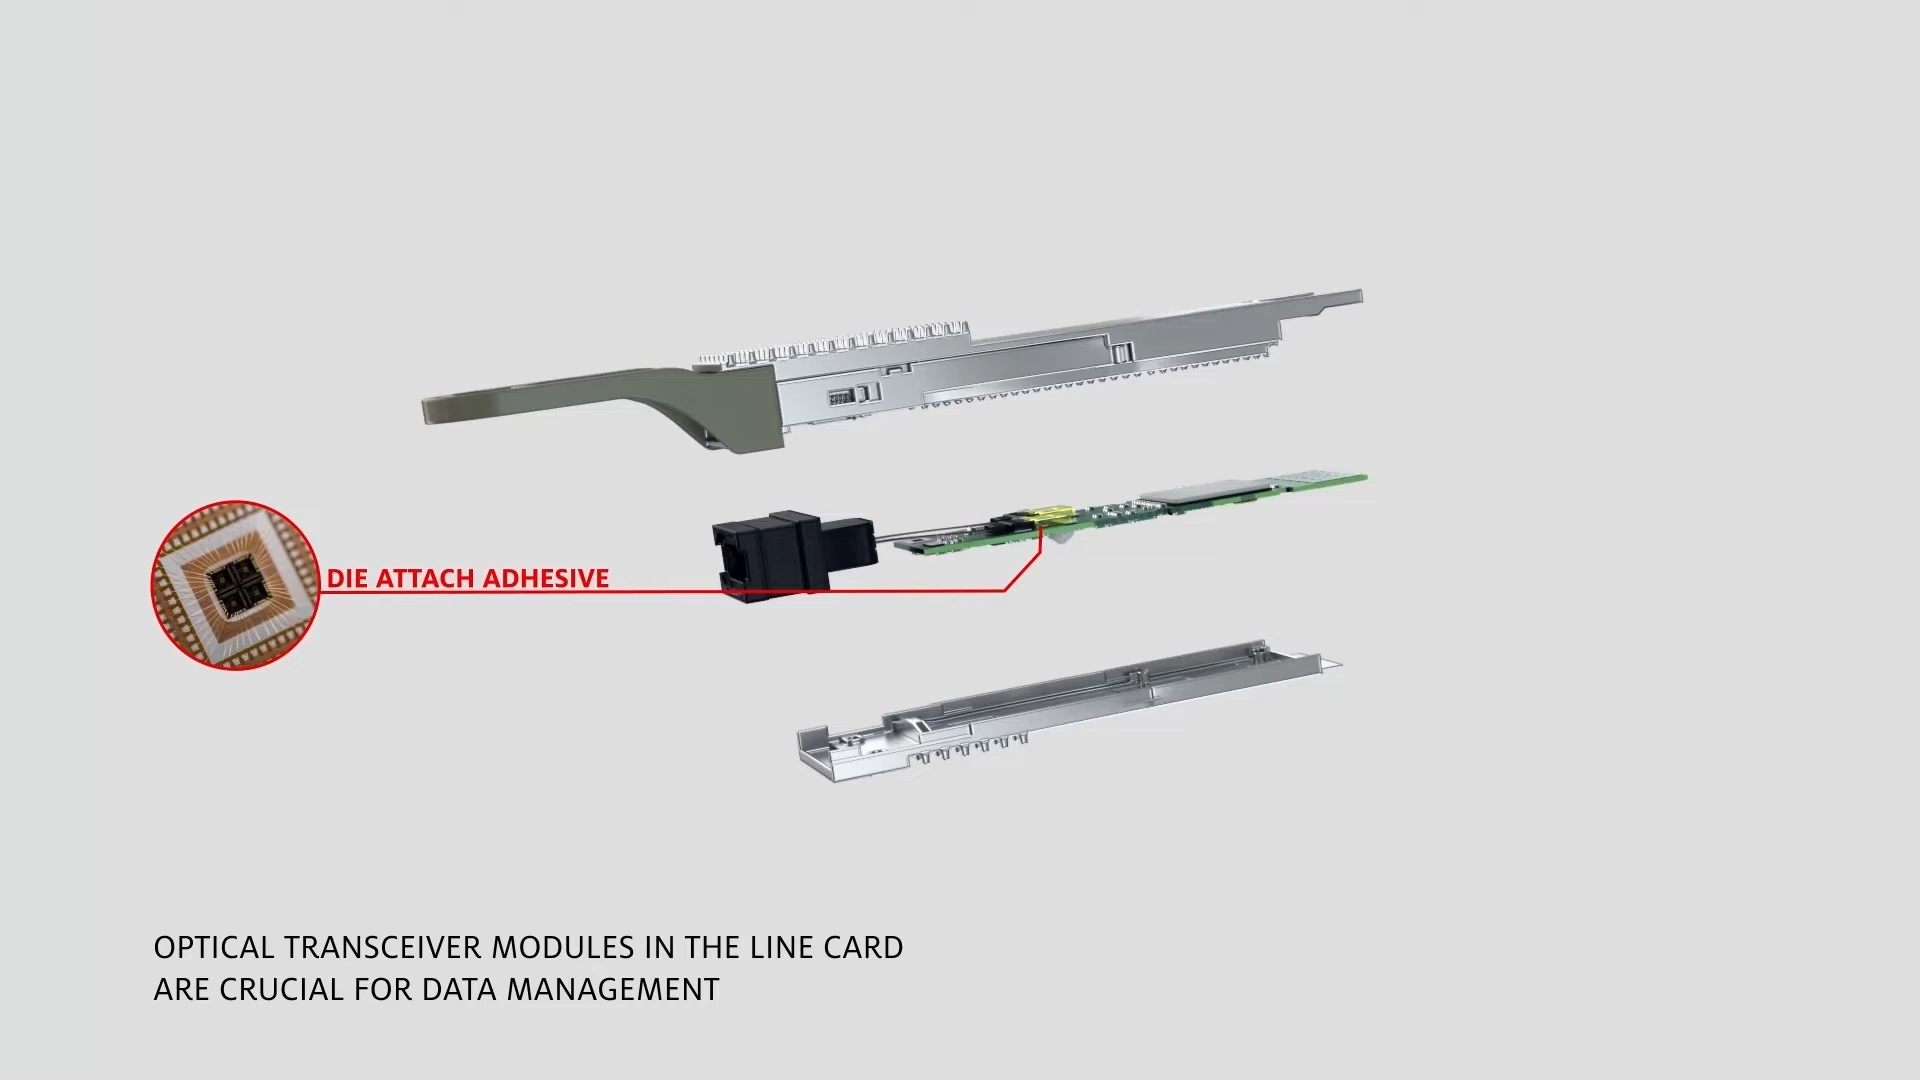 DIE ATTACH ADHESIVE
OPTICAL TRANSCEIVER MODULES IN THE LINE CARD
ARE CRUCIAL FOR DATA MANAGEMENT